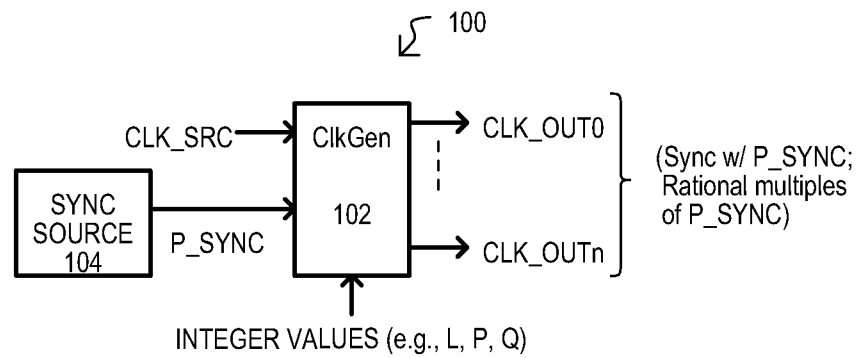 100
CLK_SRC
ClkGen
102
CLK_OUT0
CLK_OUTn
(Sync w/ P_SYNC;
Rational multiples
of P_SYNC)
SYNC
SOURCE
104
P_SYNC
INTEGER VALUES (e.g., L, P, Q)